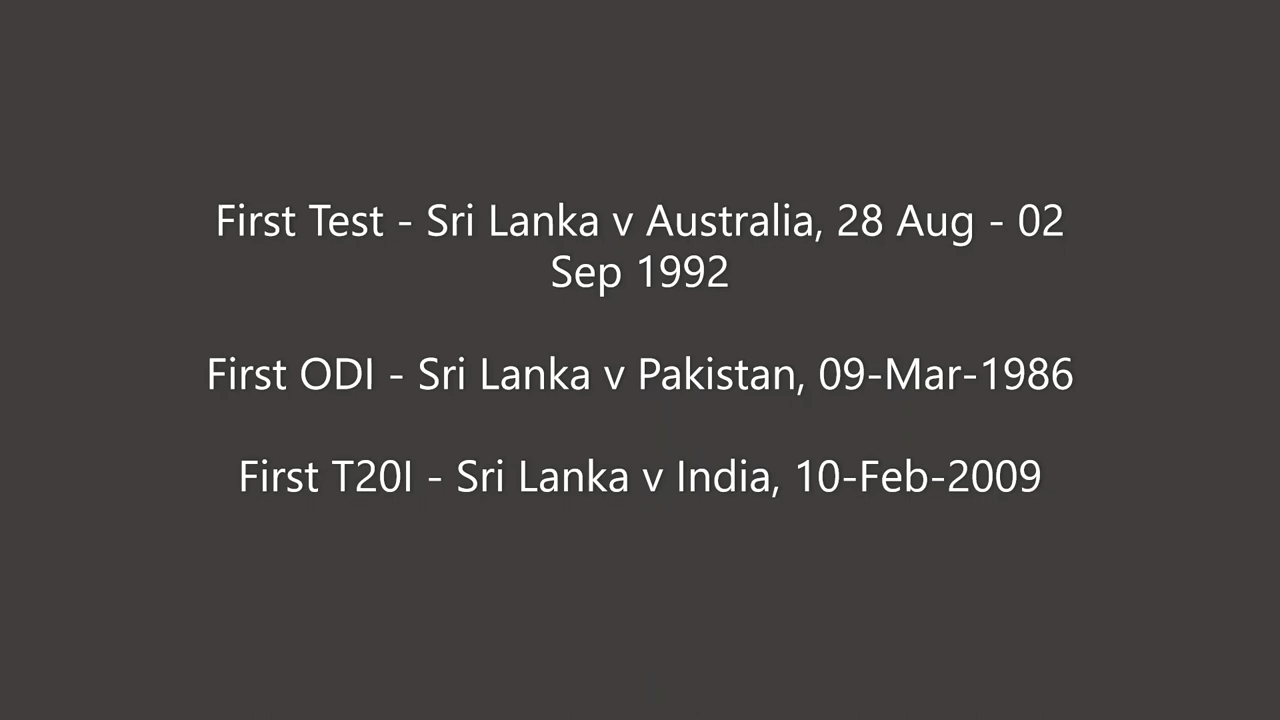 First Test - Sri Lanka v Australia, 28 Aug - 02
Sep 1992
First ODI - Sri Lanka v Pakistan, 09-Mar-1986
First T20I - Sri Lanka v India, 10-Feb-2009